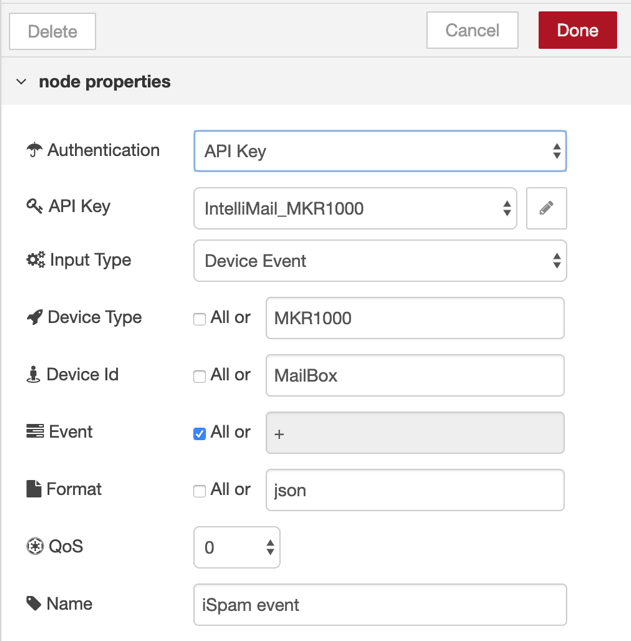 Delete Cancel Done
node properties
Authentication API Key
API Key IntelliMail_MKR1000
Input Type Device Event
Device Type All or MKR1000
Device Id All or MailBox
Event All or +
Format All or json
QoS 0
Name iSpam event